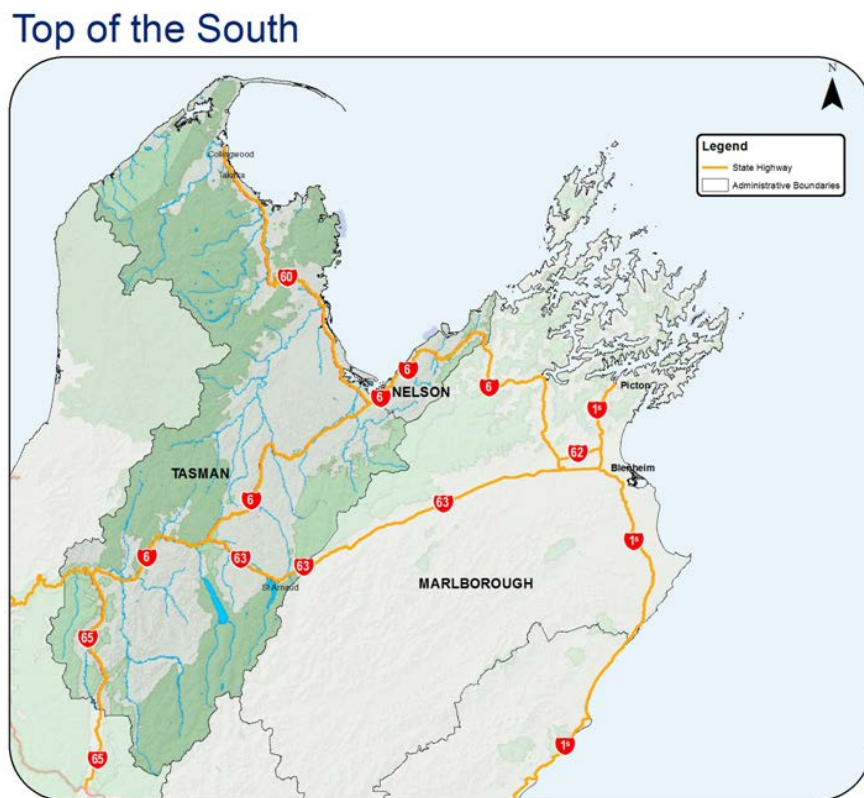 Top of the South
N
Legend
State Highway
Administrative Boundaries
Collingwood
Takaka
60
6
6
NELSON
6
Picton
1S
62
Blenheim
TASMAN
6
63
1S
6
63
63
St Arnaud
MARLBOROUGH
65
1S
65